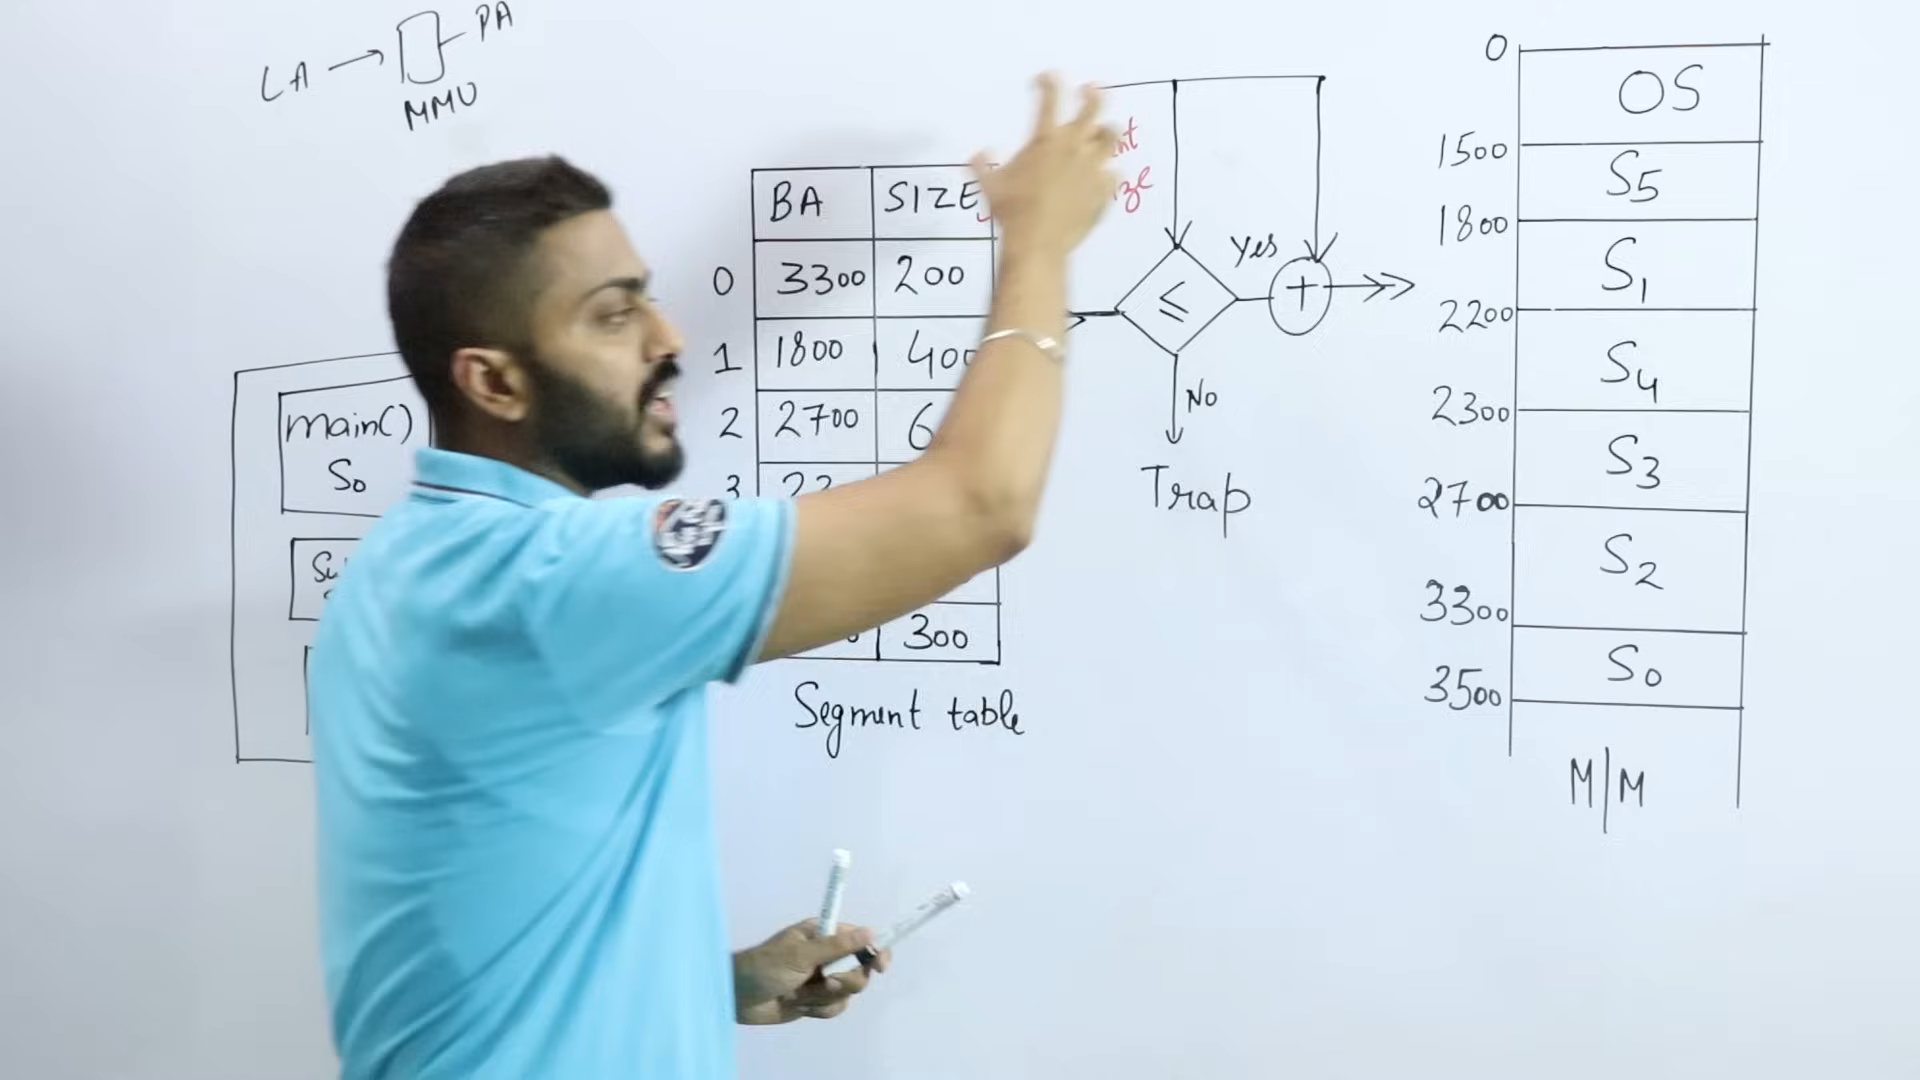 LA → PA
MMU
main()
S0
BA SIZE
0 3300 200
1 1800 400
2 2700 6
3
300
Segment table
≤
yes
+
No
Trap
0
OS
1500
S5
1800
S1
2200
S4
2300
S3
2700
S2
3300
S0
3500
M/M